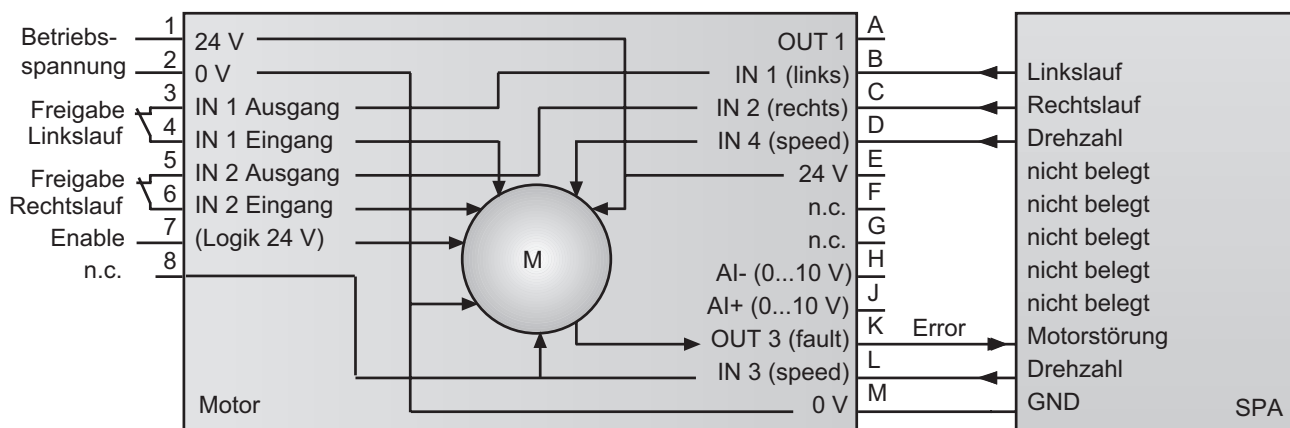 Betriebs-
spannung
Freigabe
Linkslauf
Freigabe
Rechtslauf
Enable
n.c.
1
2
3
4
5
6
7
8
24 V
0 V
IN 1 Ausgang
IN 1 Eingang
IN 2 Ausgang
IN 2 Eingang
(Logik 24 V)
Motor
M
OUT 1
IN 1 (links)
IN 2 (rechts)
IN 4 (speed)
24 V
n.c.
n.c.
AI- (0...10 V)
AI+ (0...10 V)
OUT 3 (fault)
IN 3 (speed)
0 V
A
B
C
D
E
F
G
H
J
K
L
M
Error
Linkslauf
Rechtslauf
Drehzahl
nicht belegt
nicht belegt
nicht belegt
nicht belegt
nicht belegt
Motorstörung
Drehzahl
GND
SPA